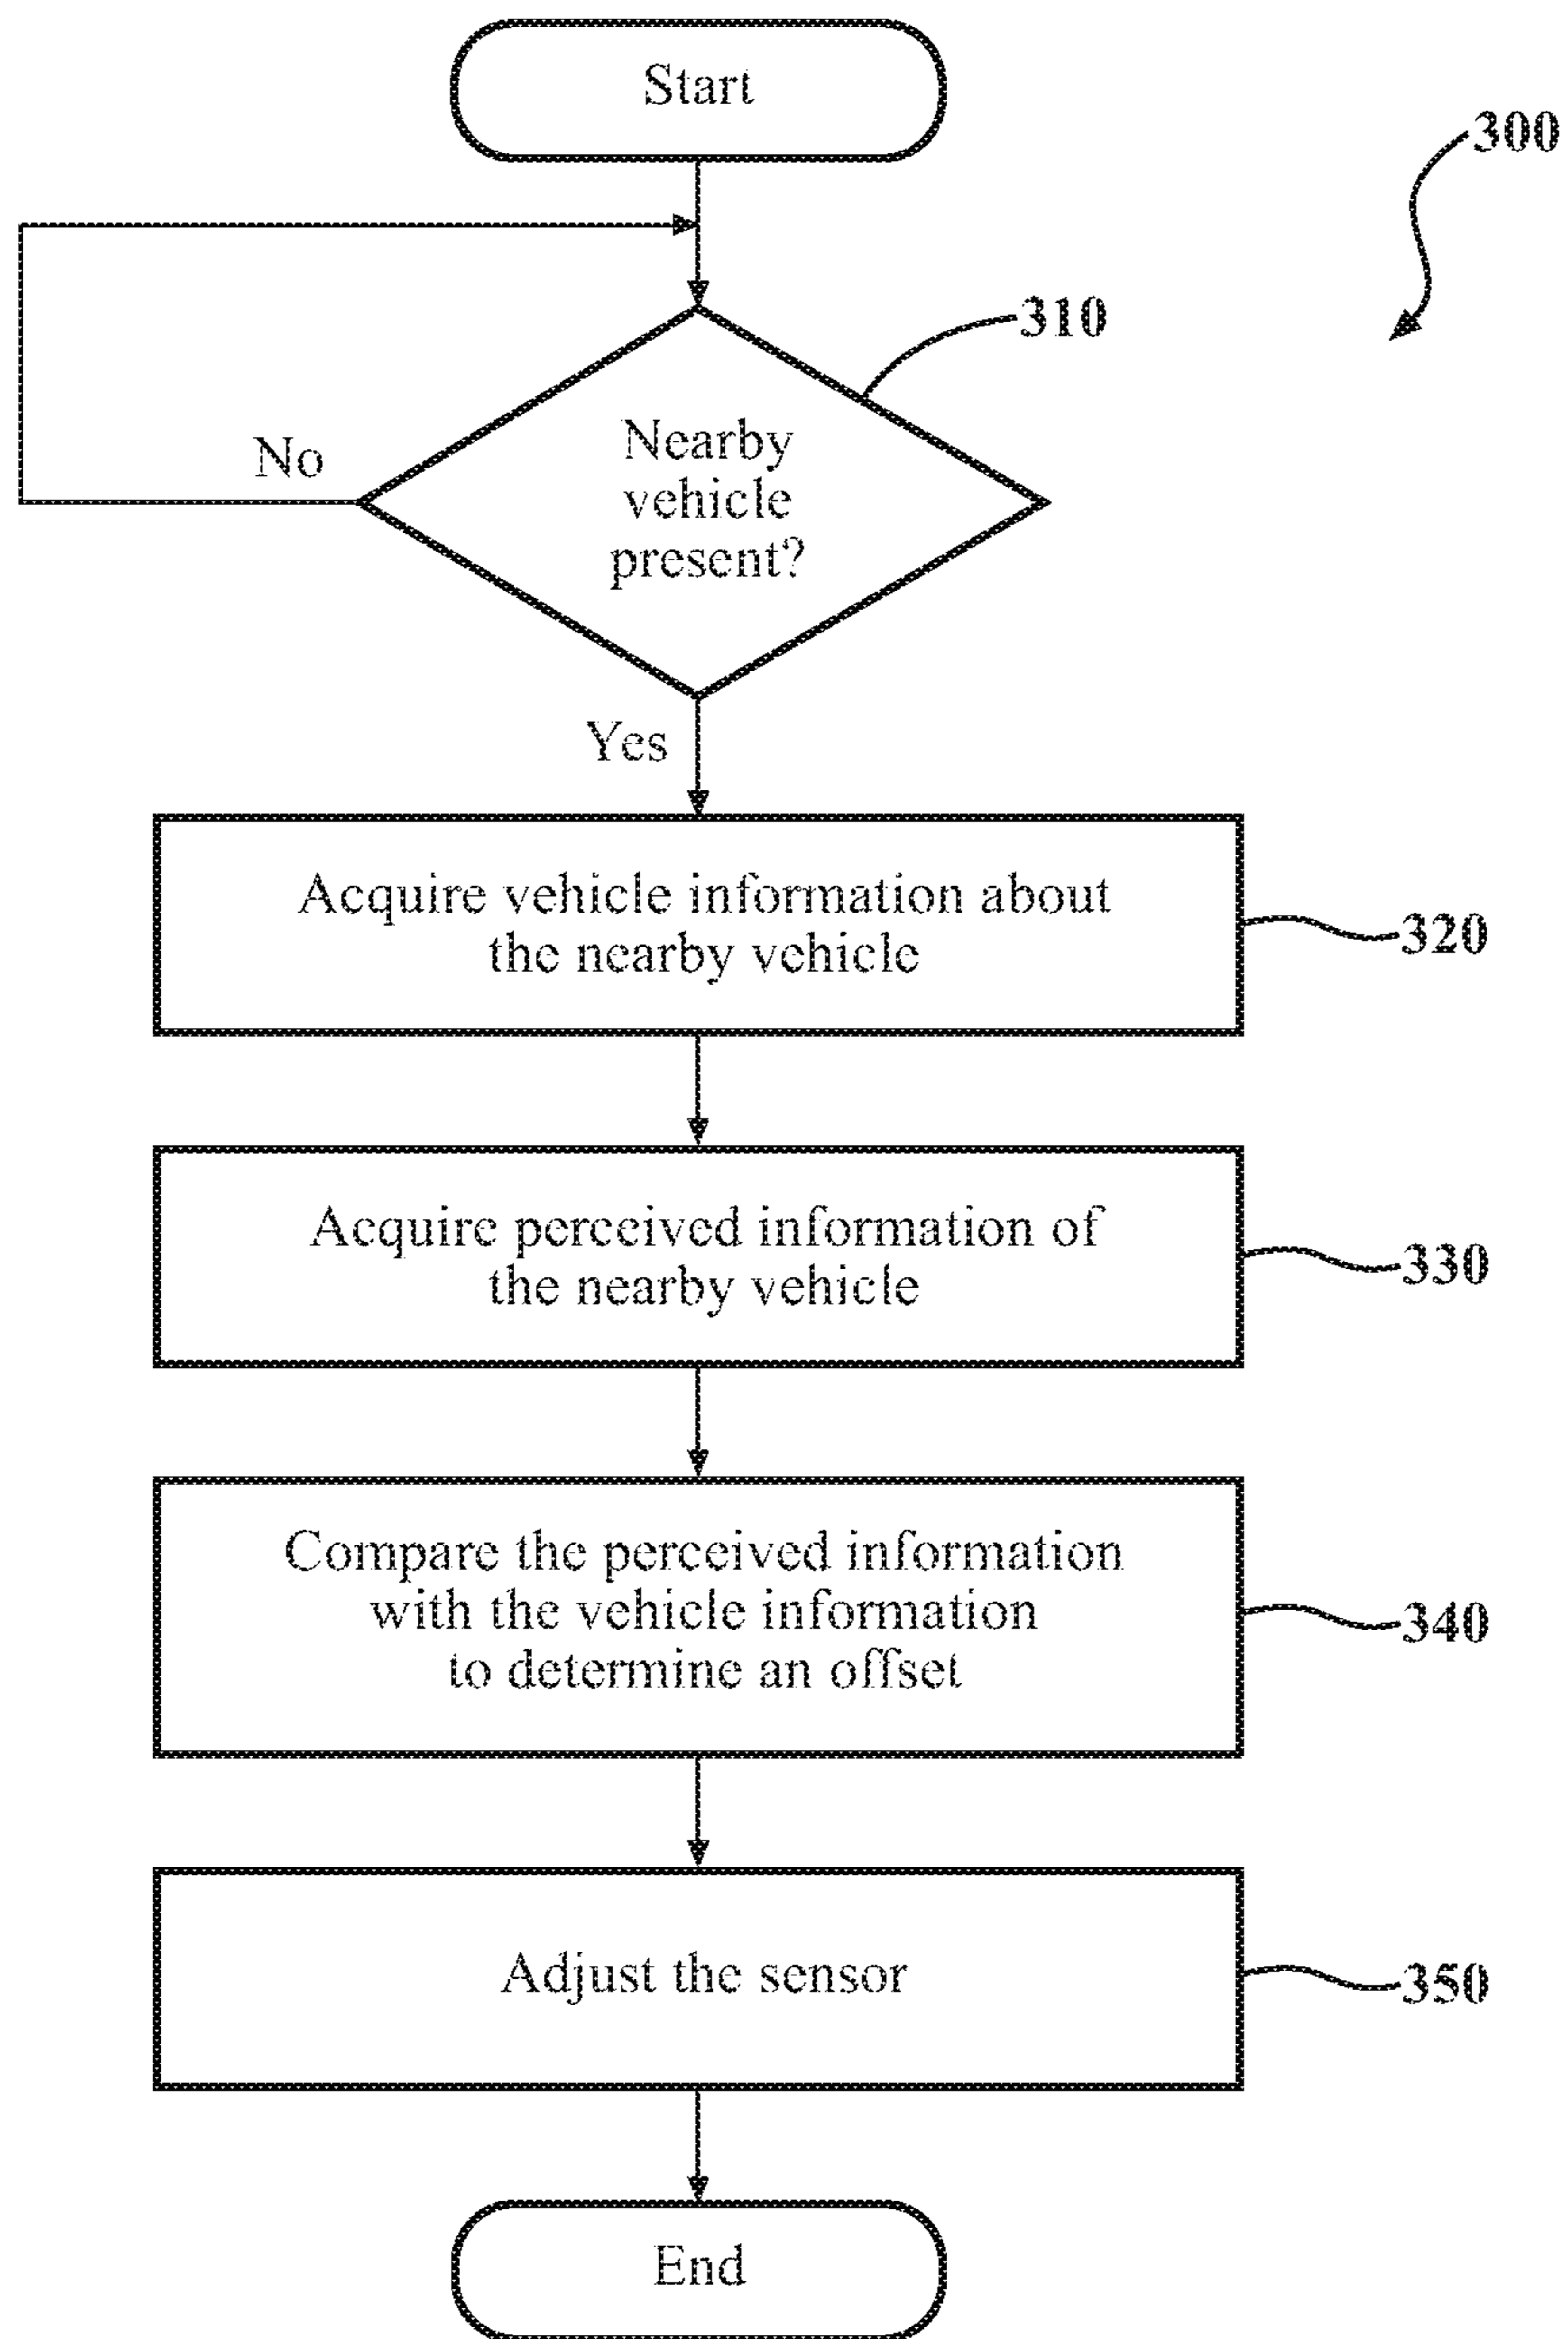 Start
300
310
Nearby
vehicle
present?
No
Yes
Acquire vehicle information about
the nearby vehicle
320
Acquire perceived information of
the nearby vehicle
330
Compare the perceived information
with the vehicle information
to determine an offset
340
Adjust the sensor
350
End